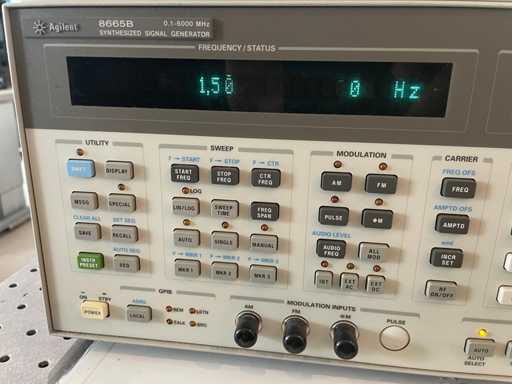 Agilent 8665B 0.1-6000 MHz
SYNTHESIZED SIGNAL GENERATOR
FREQUENCY / STATUS
1,50 0 Hz
UTILITY
SHIFT DISPLAY
MSSG SPECIAL
CLEAR ALL SET SEQ
SAVE RECALL
AUTO SEQ
INSTR PRESET SEQ
ON STBY
POWER
GPIB
ADRS
LOCAL
REM LSTN
TALK SRQ
SWEEP
F → START F → STOP F → CTR
START FREQ STOP FREQ CTR FREQ
LOG
LIN/LOG SWEEP TIME FREQ SPAN
AUTO SINGLE MANUAL
MKR 1 MKR 2 MKR 3
MODULATION
AM FM
PULSE ΦM
AUDIO LEVEL
AUDIO FREQ ALL MOD
INT EXT AC EXT DC
MODULATION INPUTS
AM FM ΦM PULSE
CARRIER
FREQ OFS
FREQ
AMPTD OFS
AMPTD
INCR SET
RF ON/OFF
AUTO
AUTO SELECT